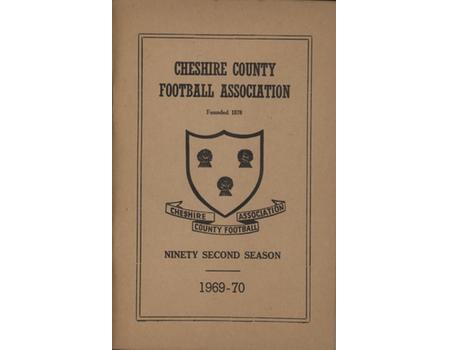 CHESHIRE COUNTY
FOOTBALL ASSOCIATION
Founded 1878
CHESHIRE ASSOCIATION
COUNTY FOOTBALL
NINETY SECOND SEASON
1969-70